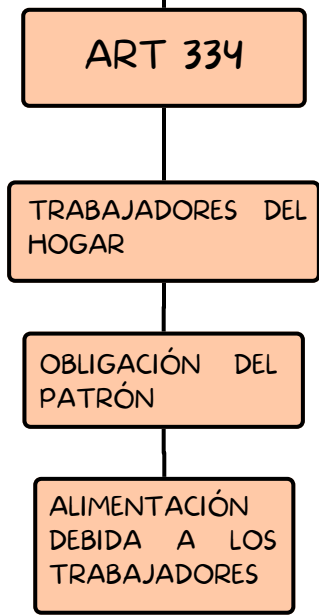 ART 334
TRABAJADORES DEL
HOGAR
OBLIGACIÓN DEL
PATRÓN
ALIMENTACIÓN
DEBIDA A LOS
TRABAJADORES